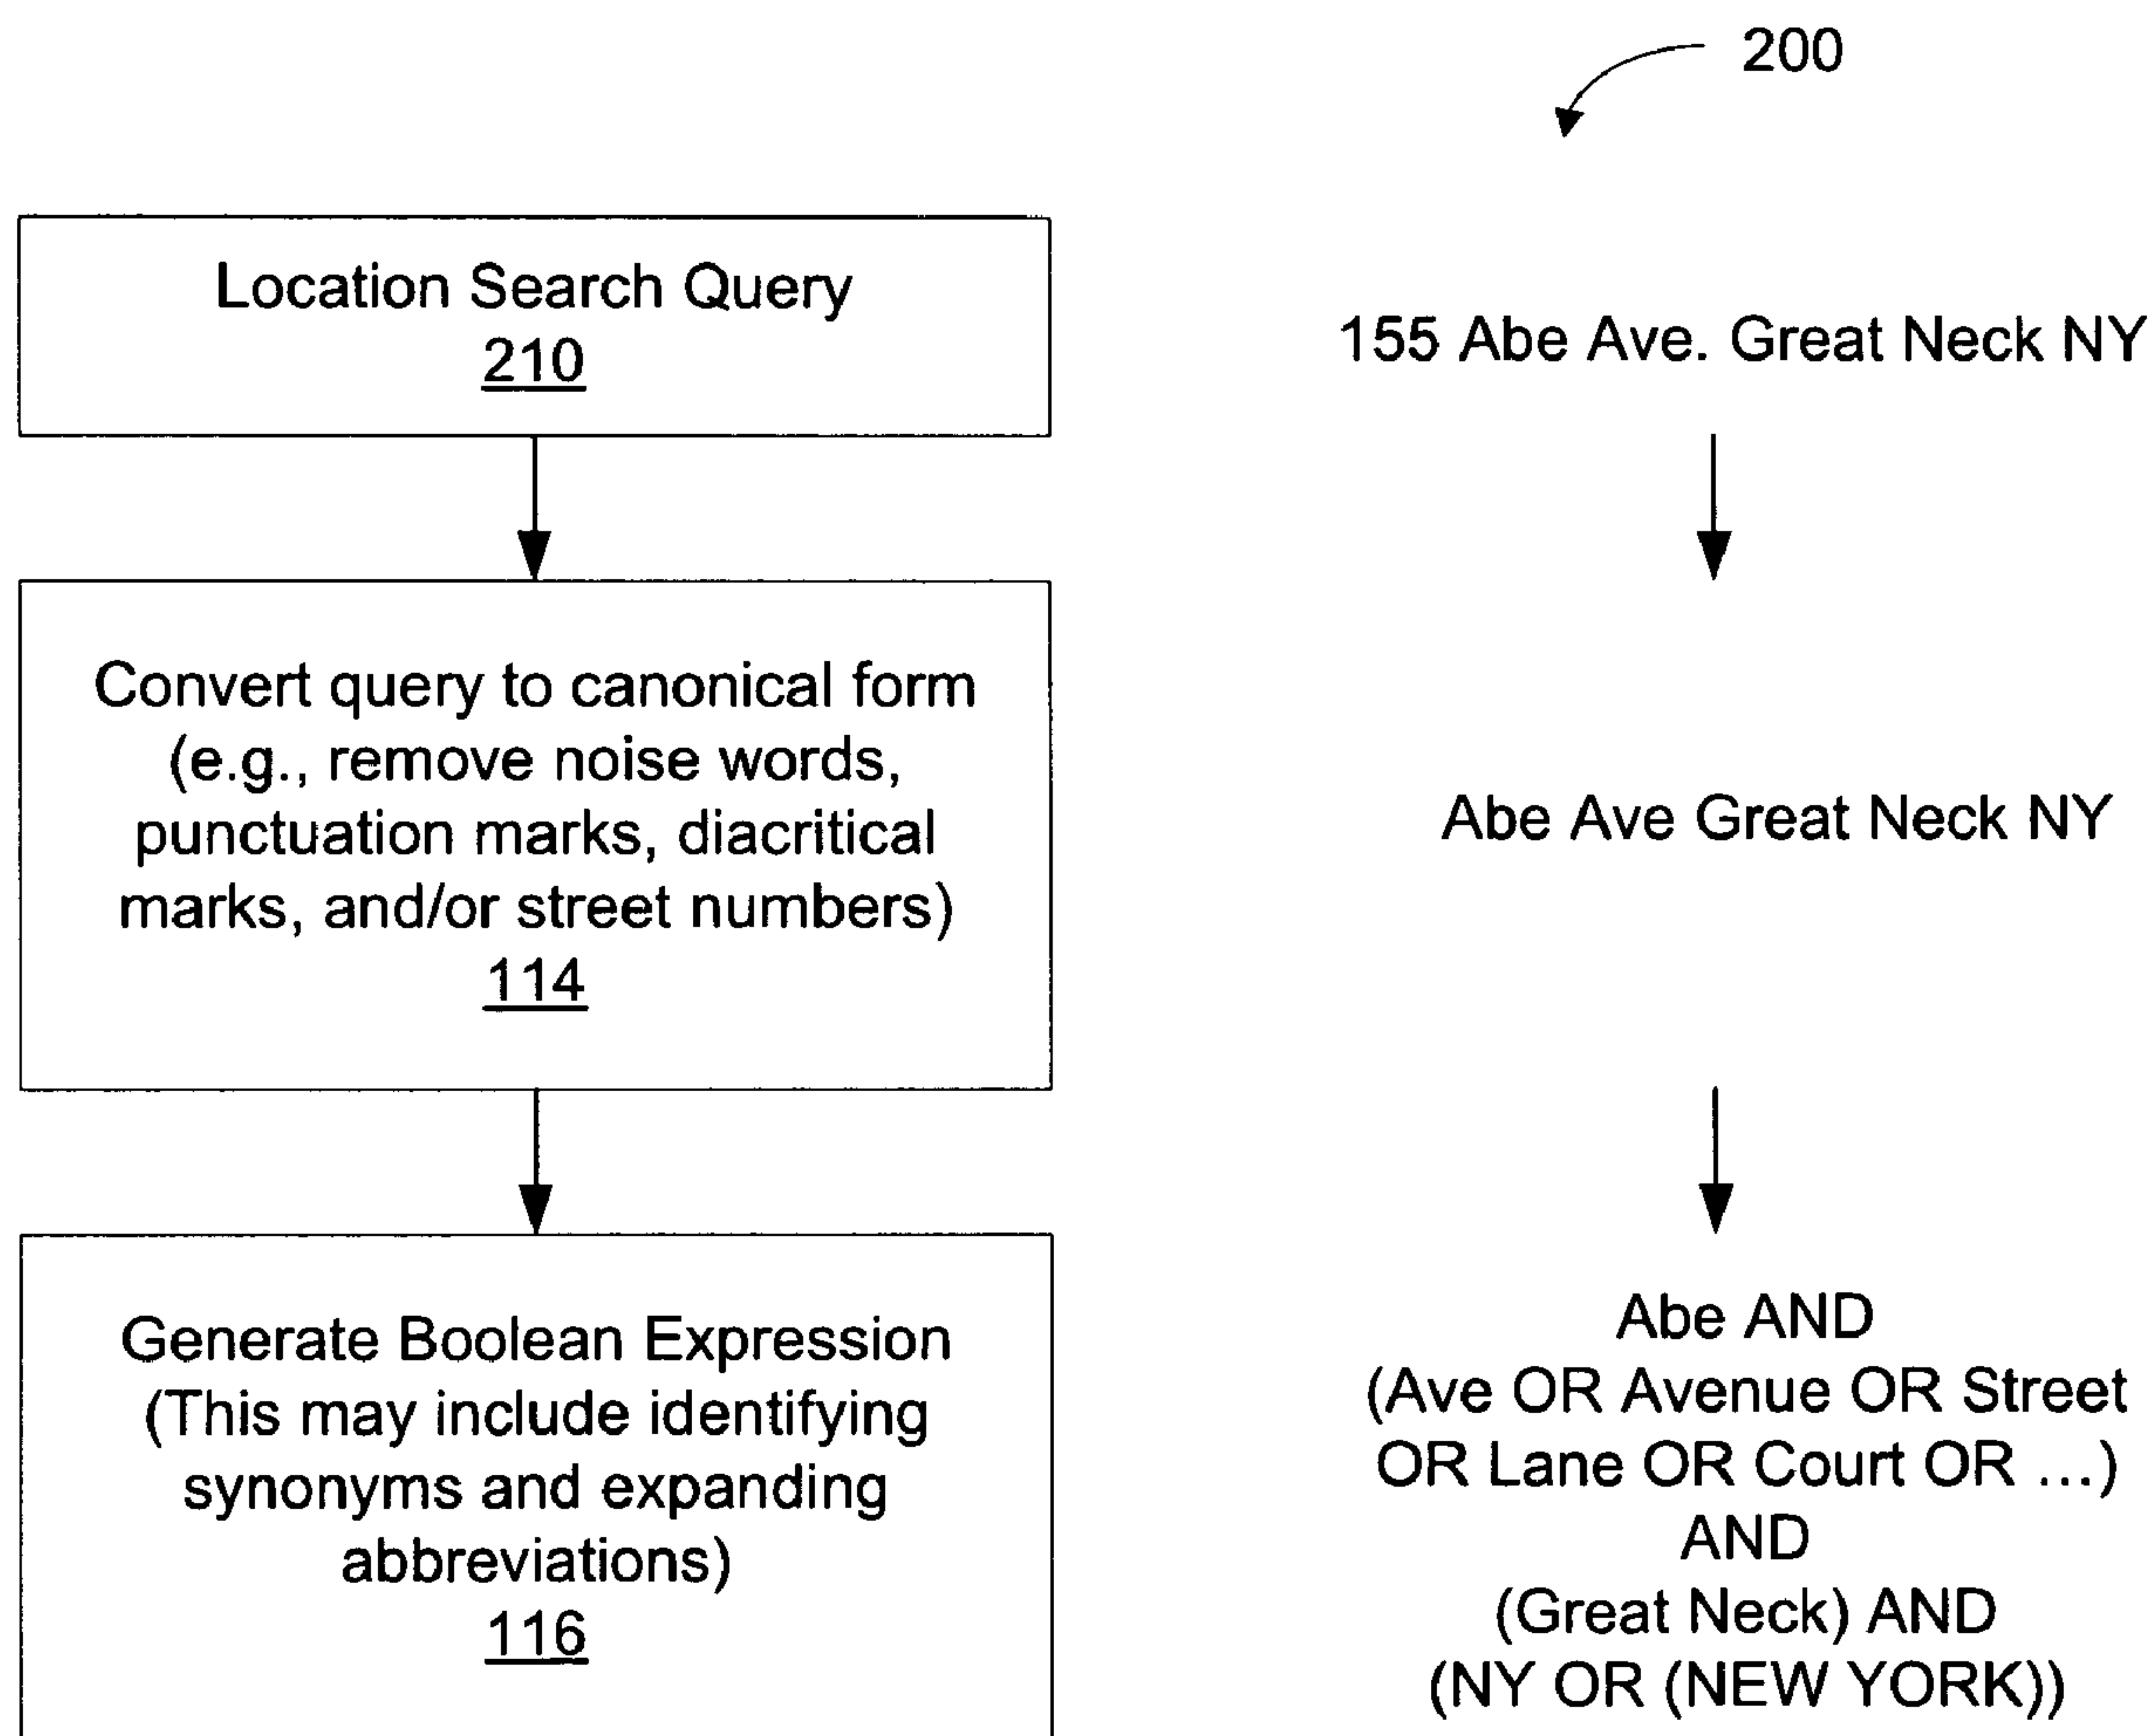 200
Location Search Query
210
155 Abe Ave. Great Neck NY
Convert query to canonical form
(e.g., remove noise words,
punctuation marks, diacritical
marks, and/or street numbers)
114
Abe Ave Great Neck NY
Generate Boolean Expression
(This may include identifying
synonyms and expanding
abbreviations)
116
Abe AND
(Ave OR Avenue OR Street
OR Lane OR Court OR ...)
AND
(Great Neck) AND
(NY OR (NEW YORK))